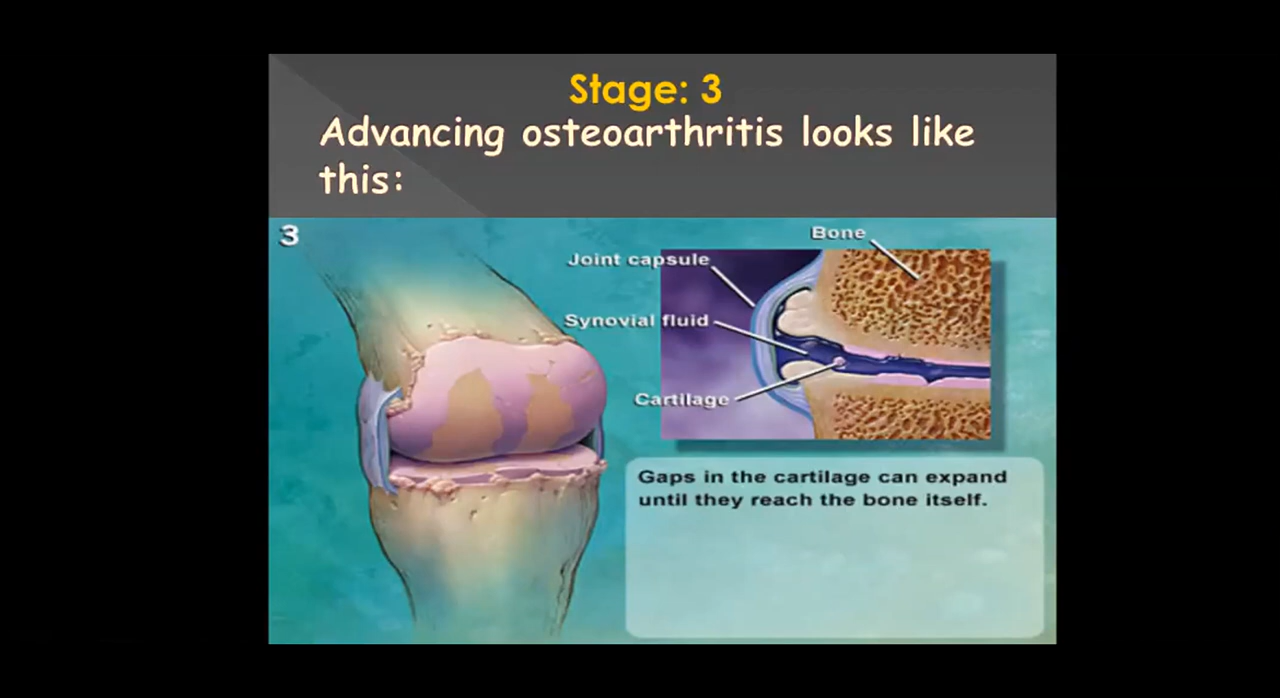 Stage: 3
Advancing osteoarthritis looks like
this:
3
Bone
Joint capsule
Synovial fluid
Cartilage
Gaps in the cartilage can expand
until they reach the bone itself.